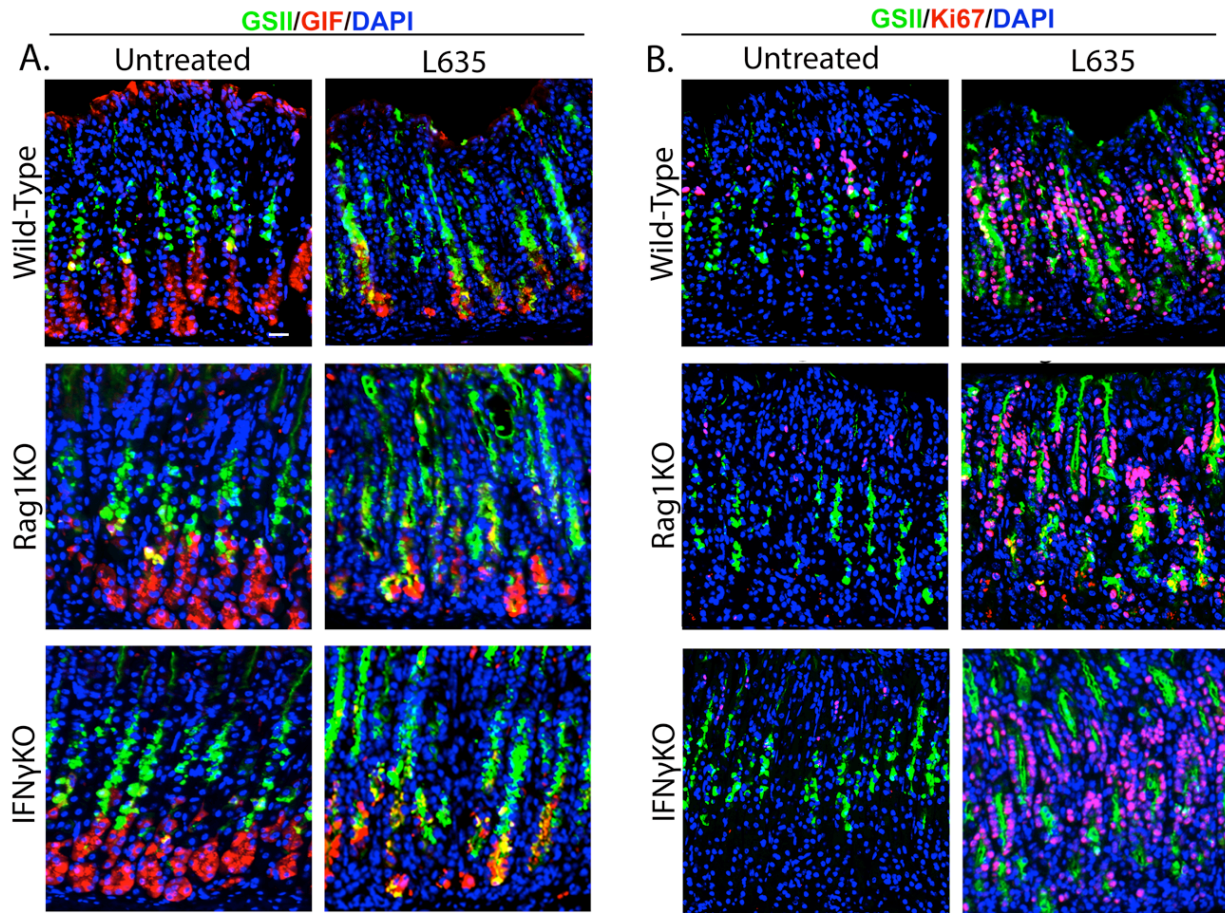 GSII/GIF/DAPI
A.
Untreated
L635
Wild-Type
Rag1KO
IFNγKO
GSII/Ki67/DAPI
B.
Untreated
L635
Wild-Type
Rag1KO
IFNγKO